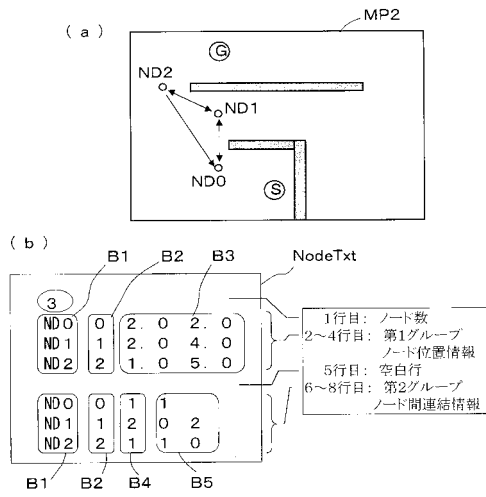 (a)
MP2
G
ND2
ND1
ND0
S
(b)
B1 B2 B3
NodeTxt
3
ND0 0 2.0 2.0
ND1 1 2.0 4.0
ND2 2 1.0 5.0
ND0 0 1 1
ND1 1 2 0 2
ND2 2 1 1 0
B1 B2 B4 B5
1行目: ノード数
2~4行目: 第1グループ
ノード位置情報
5行目: 空白行
6~8行目: 第2グループ
ノード間連結情報